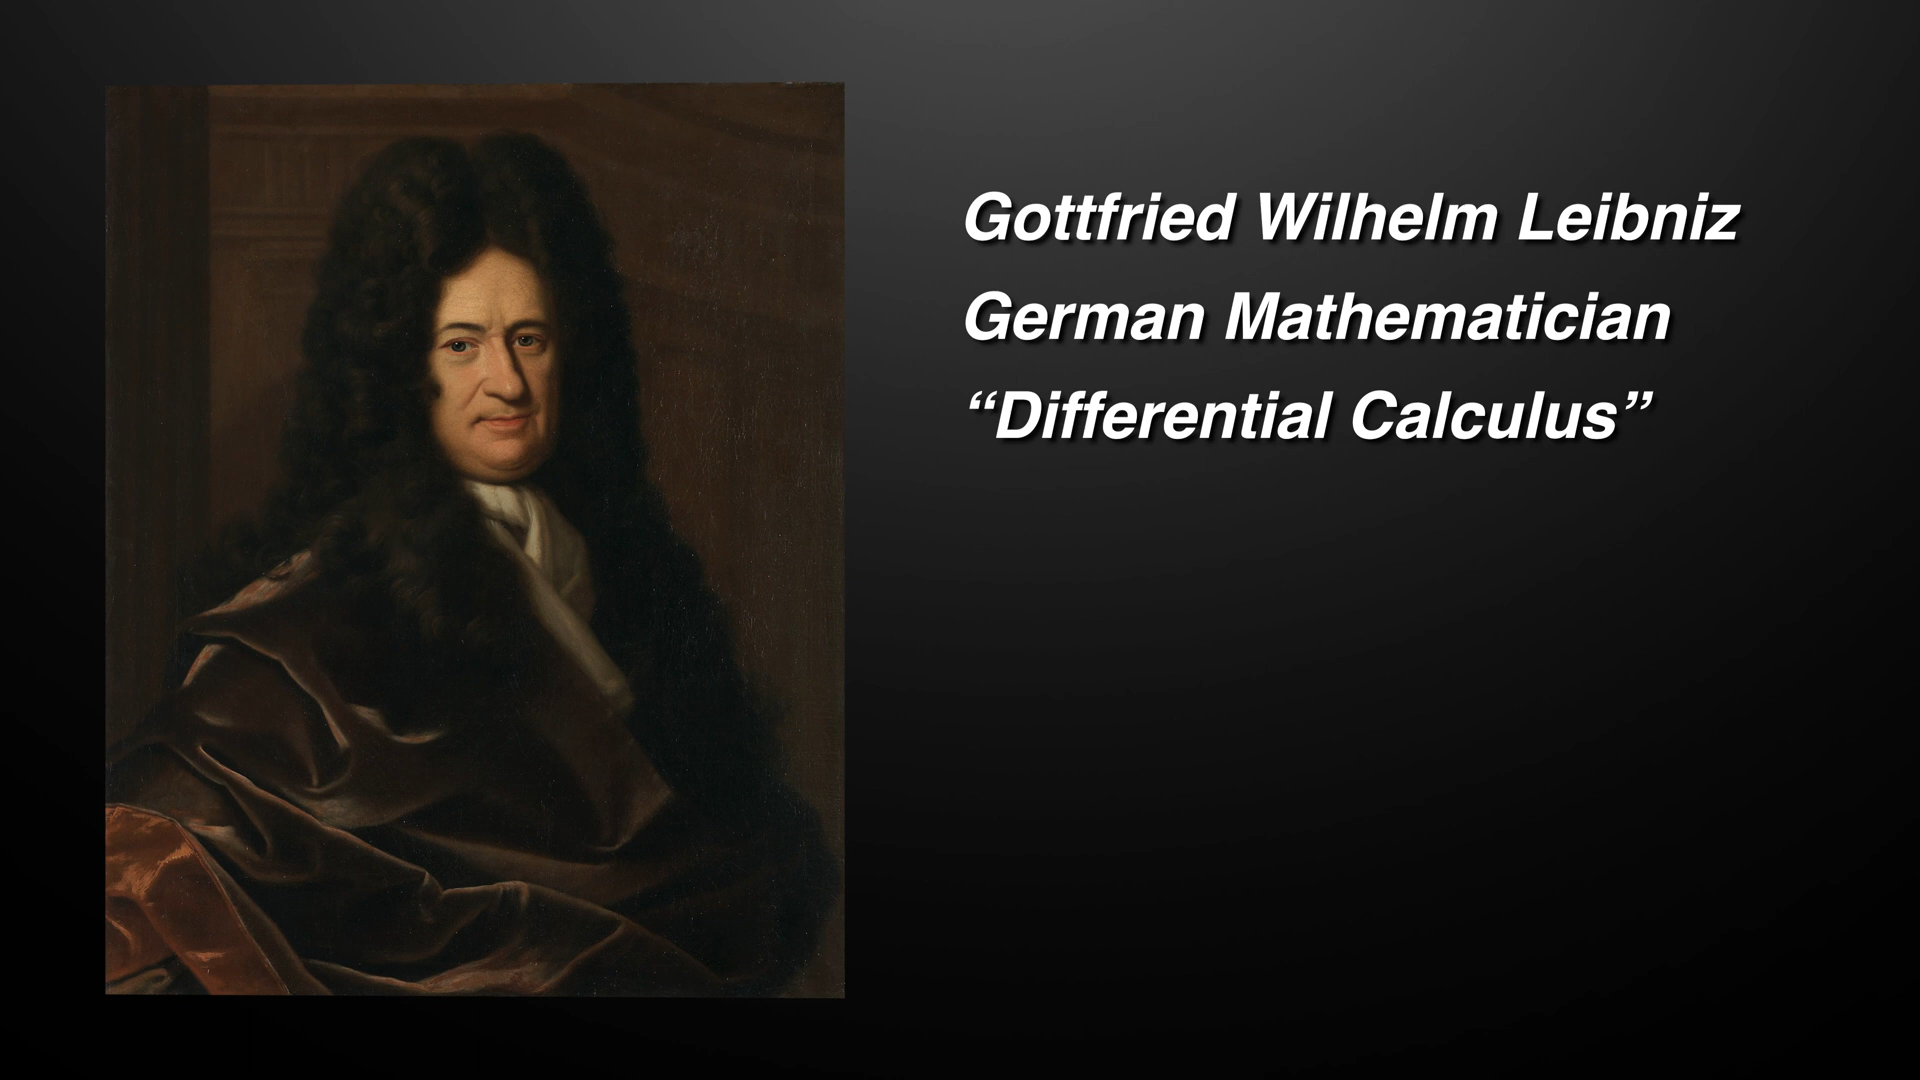 Gottfried Wilhelm Leibniz
German Mathematician
“Differential Calculus”